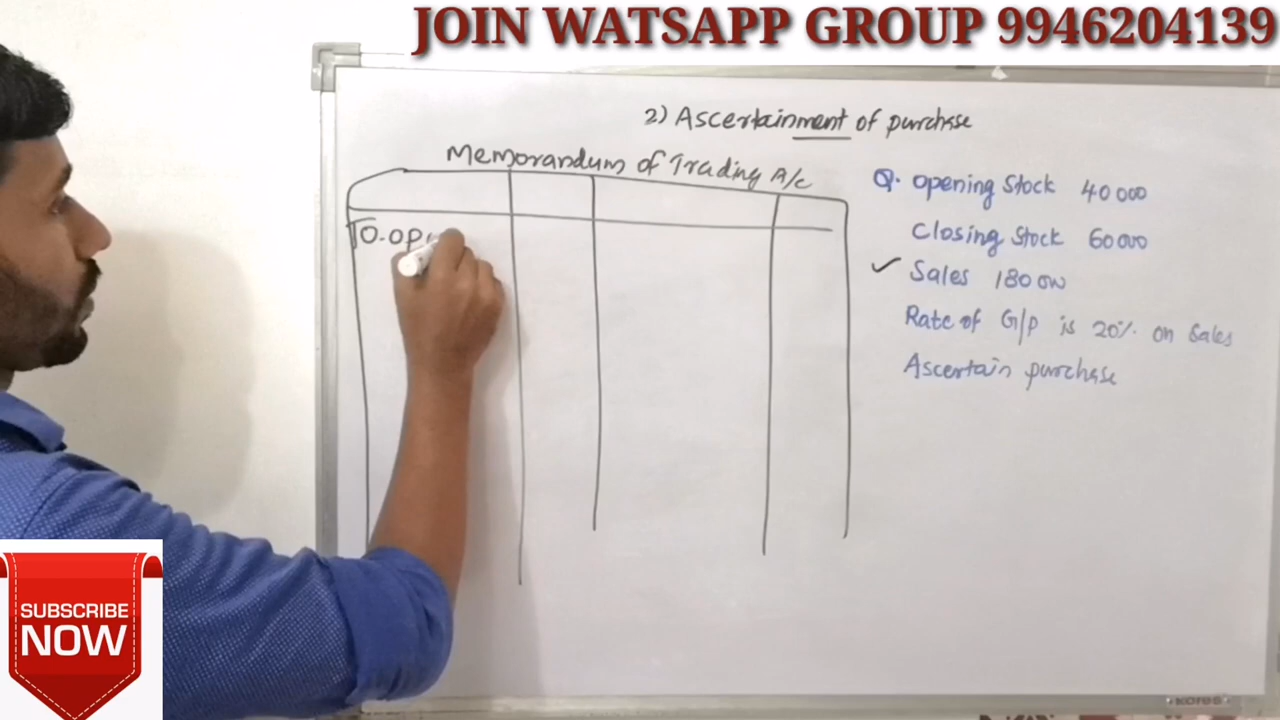 JOIN WATSAPP GROUP 9946204139
2) Ascertainment of purchase
Memorandum of Trading A/c
Q. Opening Stock 40000
To. op
Closing Stock 60000
Sales 180000
Rate of G/p is 20% on Sales
Ascertain purchase
SUBSCRIBE
NOW
kores